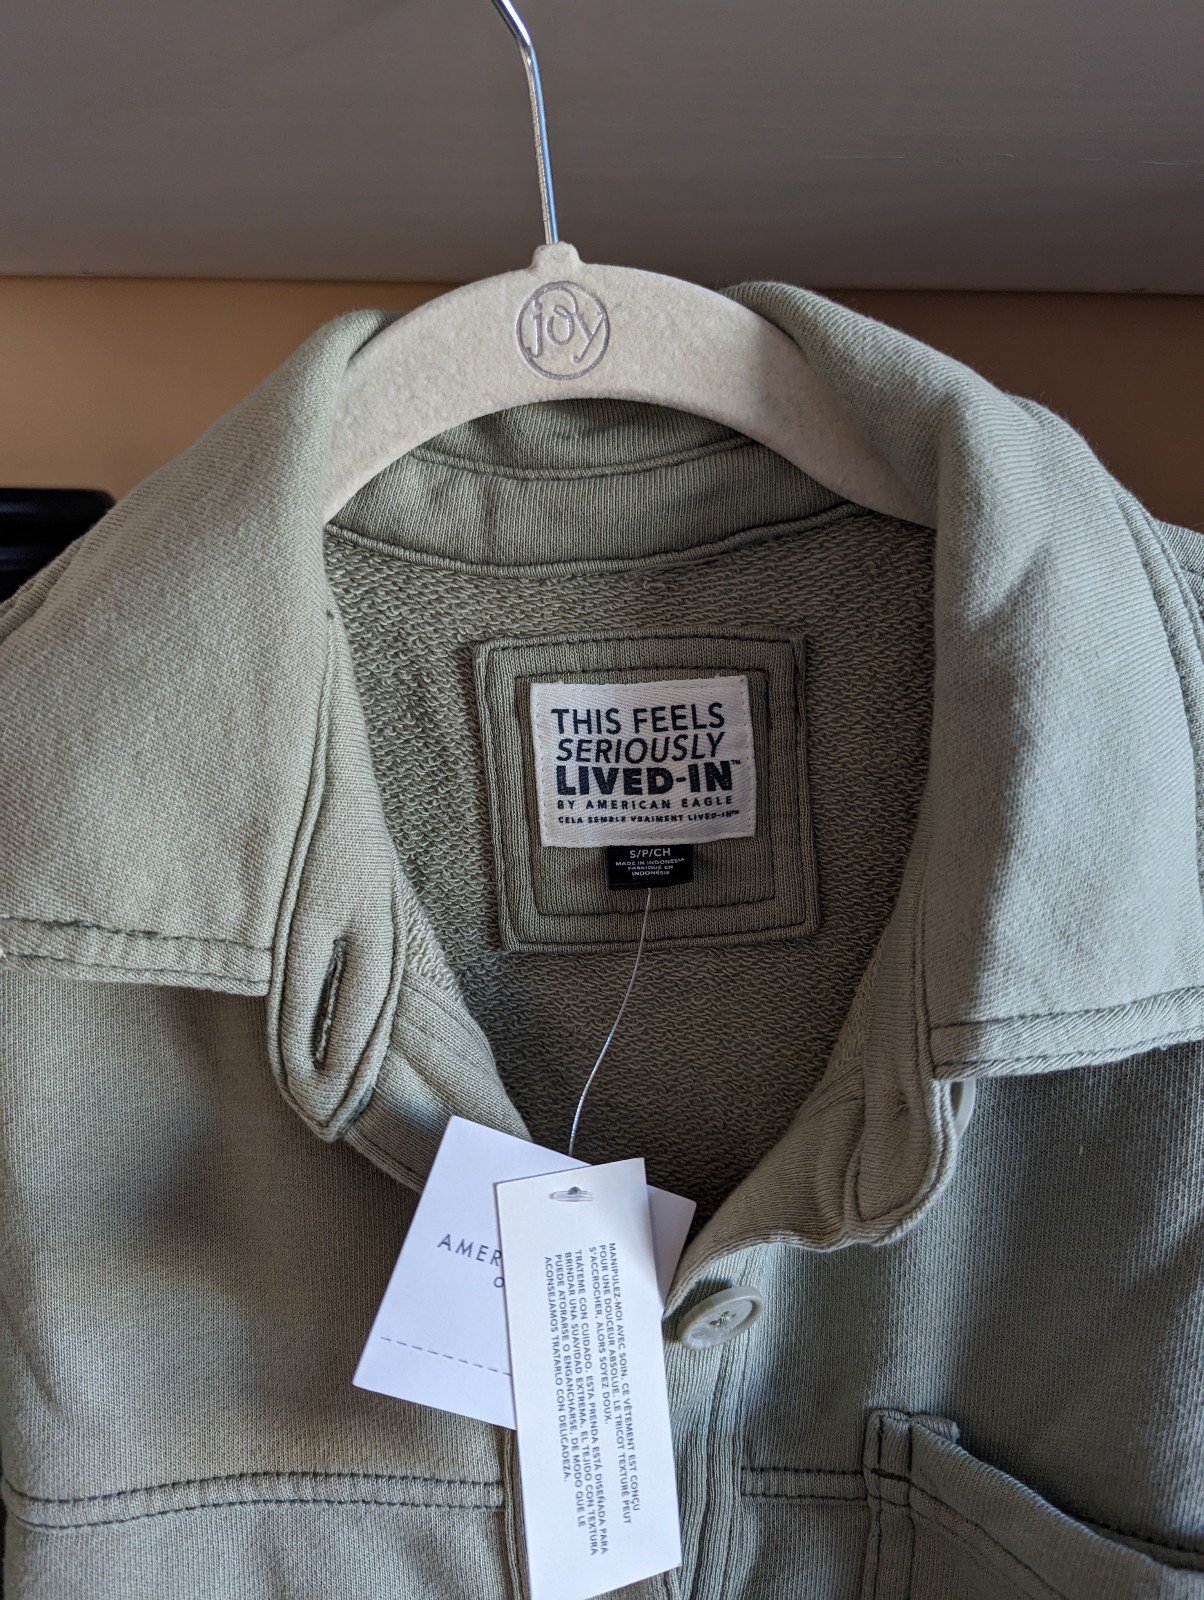 joy
THIS FEELS
SERIOUSLY
LIVED-IN™
BY AMERICAN EAGLE
CELA SEMBLE VRAIMENT LIVED-IN™
S/P/CH
MADE IN INDONESIA
FABRIQUÉ EN
INDONÉSIE
AMER
O
MANIPULEZ-MOI AVEC SOIN. CE VÊTEMENT EST CONÇU
POUR UNE DOUCEUR ABSOLUE. LE TRICOT TEXTURÉ PEUT
S'ACCROCHER, ALORS SOYEZ DOUX.
TRÁTEME CON CUIDADO. ESTA PRENDA ESTÁ DISEÑADA PARA
BRINDAR UNA SUAVIDAD EXTREMA. EL TEJIDO CON TEXTURA
PUEDE ATORARSE O ENGANCHARSE, DE MODO QUE LE
ACONSEJAMOS TRATARLO CON DELICADEZA.